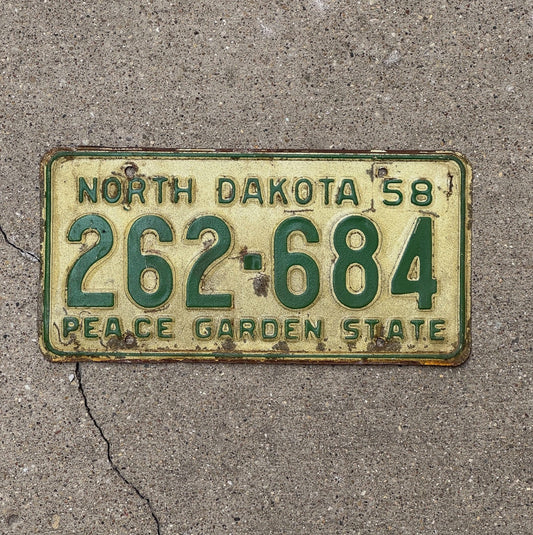 NORTH DAKOTA 58
262-684
PEACE GARDEN STATE